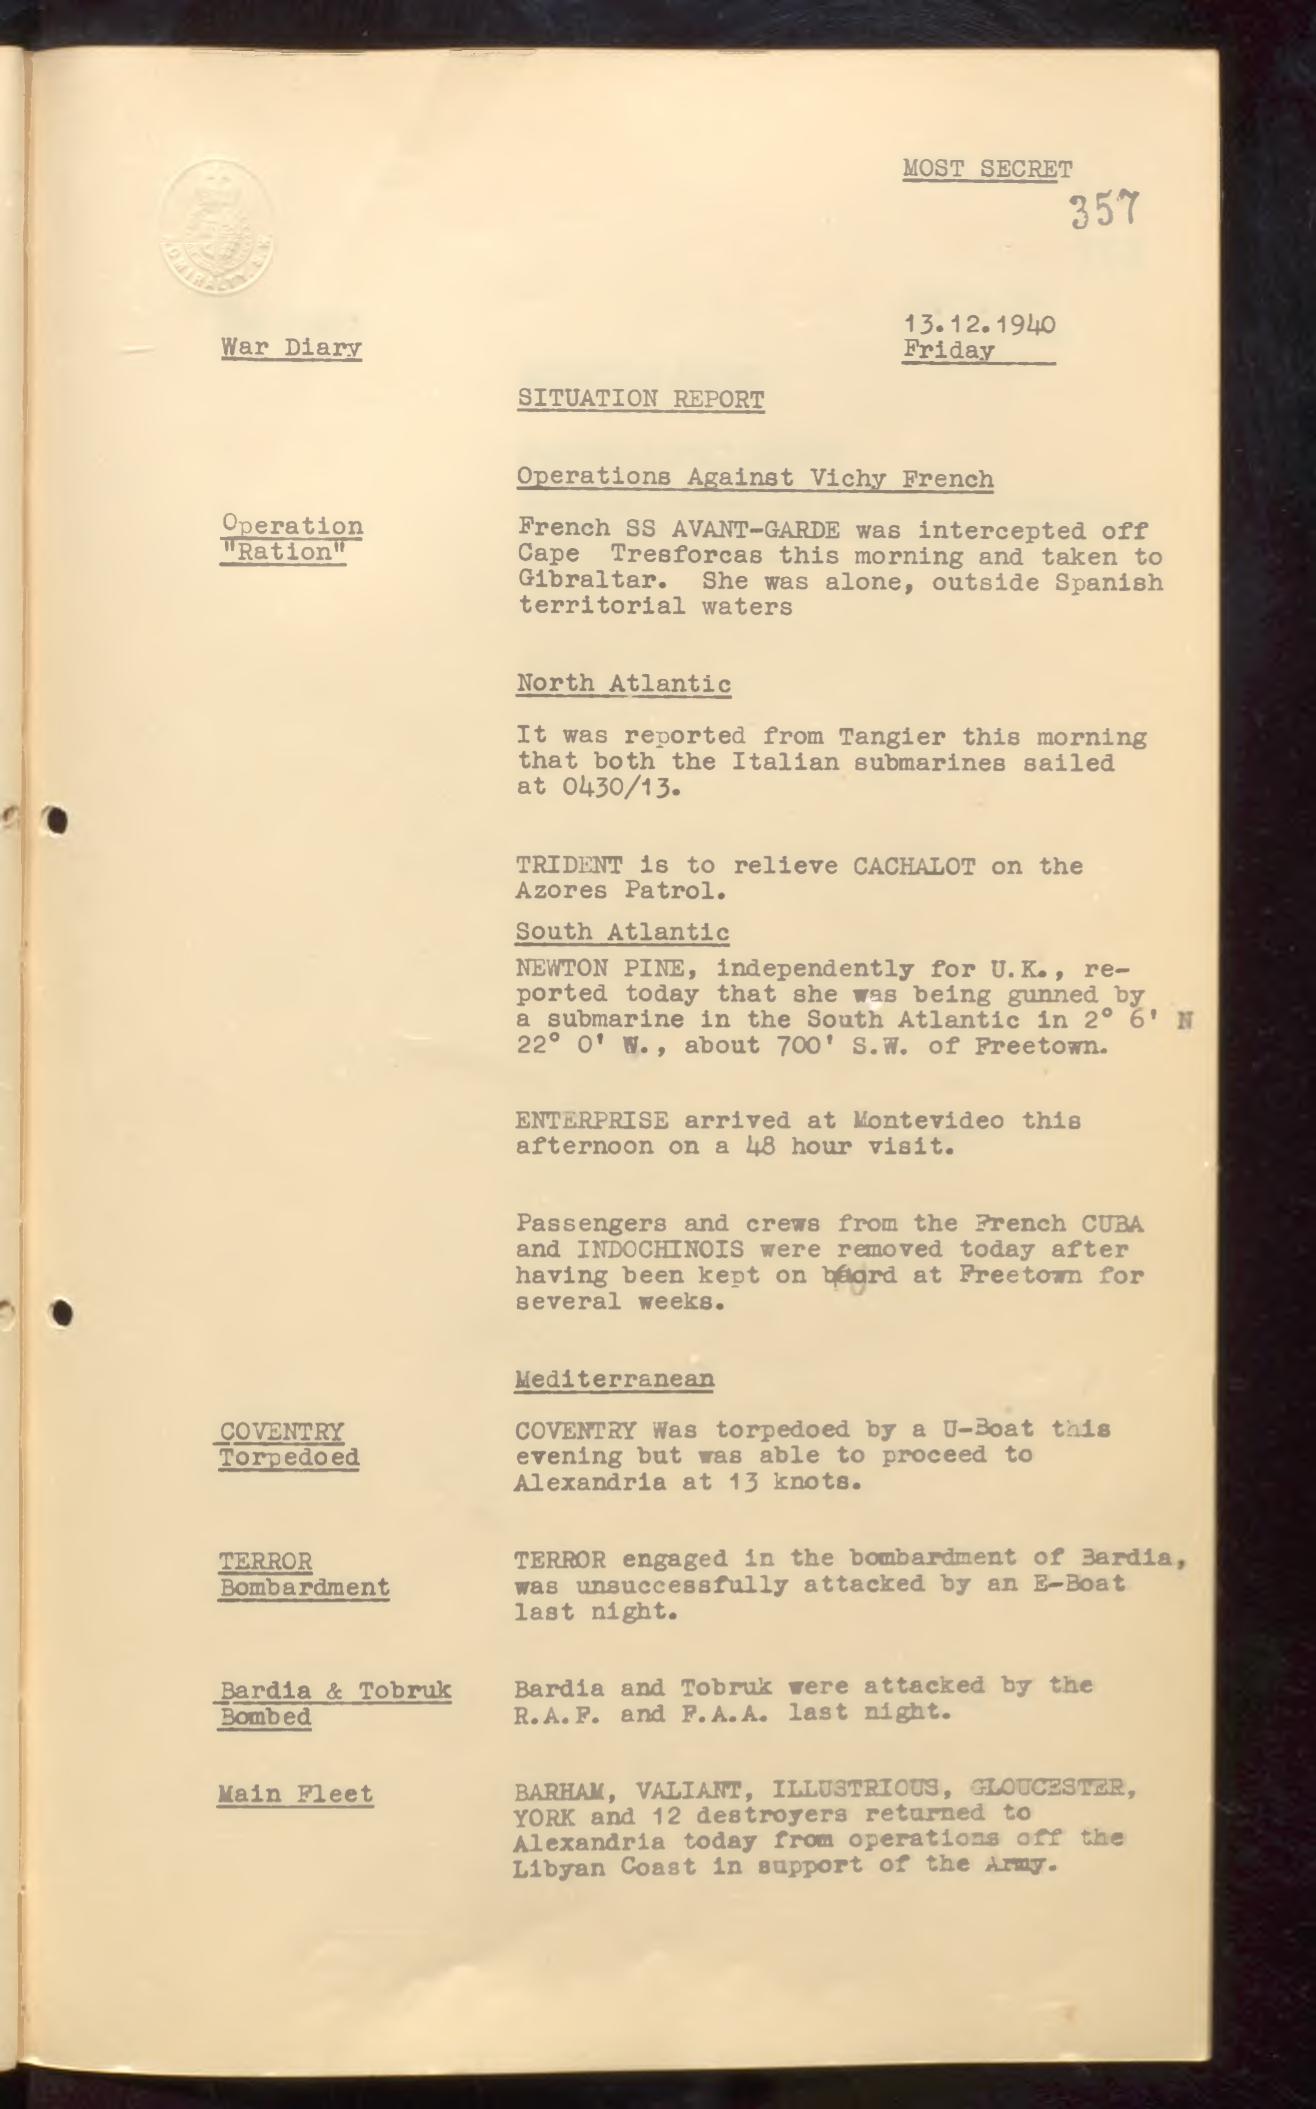 MOST SECRET
357
ADMIRALTY. S.W.
13.12.1940
War Diary
Friday
SITUATION REPORT
Operations Against Vichy French
Operation
"Ration"
French SS AVANT-GARDE was intercepted off
Cape Tresforcas this morning and taken to
Gibraltar. She was alone, outside Spanish
territorial waters
North Atlantic
It was reported from Tangier this morning
that both the Italian submarines sailed
at 0430/13.
TRIDENT is to relieve CACHALOT on the
Azores Patrol.
South Atlantic
NEWTON PINE, independently for U.K., re-
ported today that she was being gunned by
a submarine in the South Atlantic in 2° 6' N
22° 0' W., about 700' S.W. of Freetown.
ENTERPRISE arrived at Montevideo this
afternoon on a 48 hour visit.
Passengers and crews from the French CUBA
and INDOCHINOIS were removed today after
having been kept on board at Freetown for
several weeks.
Mediterranean
COVENTRY
Torpedoed
COVENTRY Was torpedoed by a U-Boat this
evening but was able to proceed to
Alexandria at 13 knots.
TERROR
Bombardment
TERROR engaged in the bombardment of Bardia,
was unsuccessfully attacked by an E-Boat
last night.
Bardia & Tobruk
Bombed
Bardia and Tobruk were attacked by the
R.A.F. and F.A.A. last night.
Main Fleet
BARHAM, VALIANT, ILLUSTRIOUS, GLOUCESTER,
YORK and 12 destroyers returned to
Alexandria today from operations off the
Libyan Coast in support of the Army.